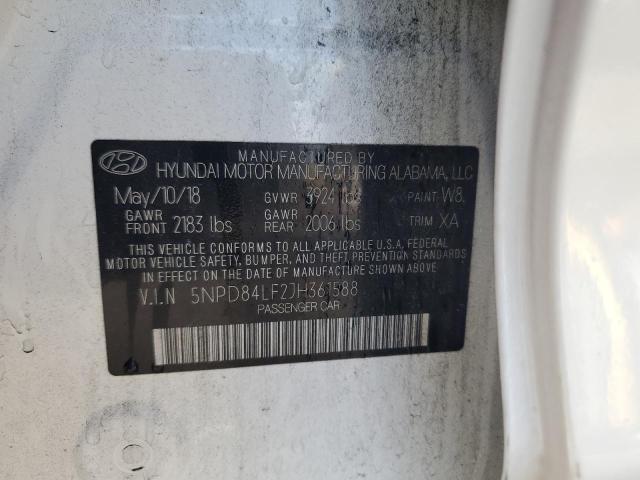 MANUFACTURED BY
HYUNDAI MOTOR MANUFACTURING ALABAMA, LLC
May/10/18 GVWR 3924 lbs PAINT W8,
GAWR FRONT 2183 lbs GAWR REAR 2006 lbs TRIM XA
THIS VEHICLE CONFORMS TO ALL APPLICABLE U.S.A. FEDERAL
MOTOR VEHICLE SAFETY, BUMPER, AND THEFT PREVENTION STANDARDS
IN EFFECT ON THE DATE OF MANUFACTURE SHOWN ABOVE.
V.I.N 5NPD84LF2JH361588
PASSENGER CAR